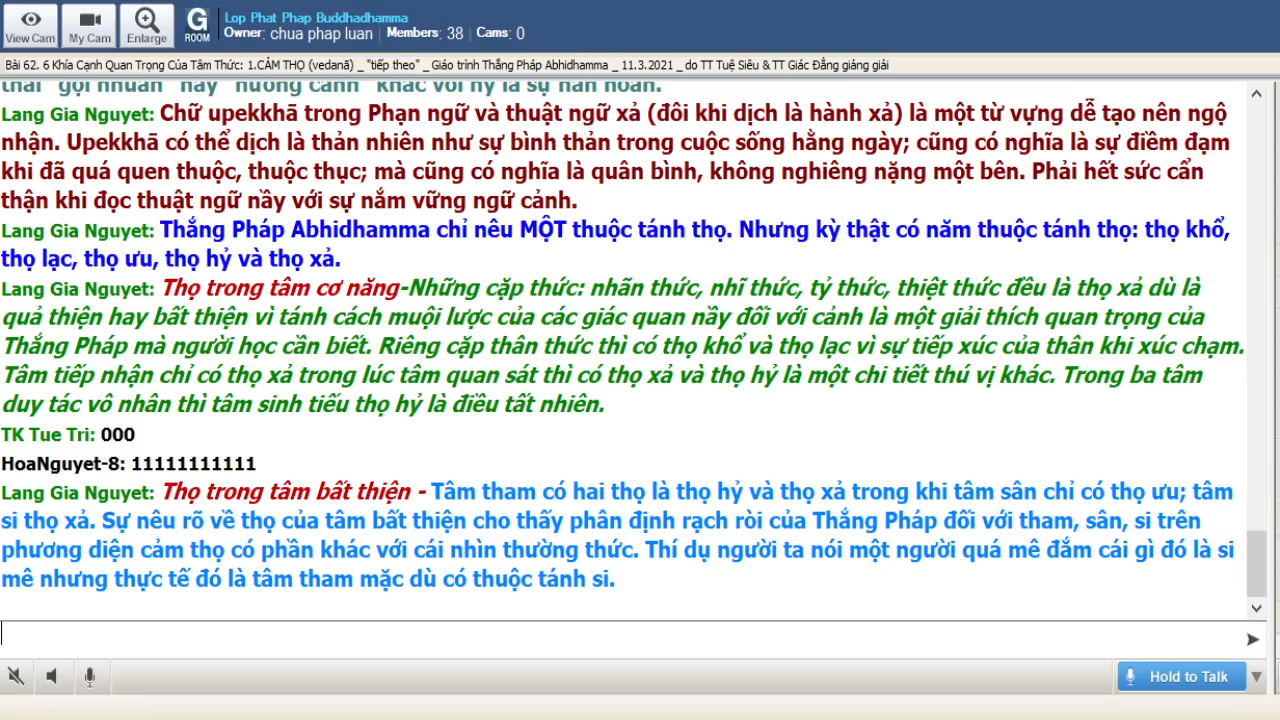 View Cam
My Cam
Enlarge
G
ROOM
Lop Phat Phap Buddhadhamma
Owner: chua phap luan | Members: 38 | Cams: 0
Bài 62. 6 Khía Cạnh Quan Trọng Của Tâm Thức: 1.CẢM THỌ (vedanā) _ "tiếp theo" _ Giáo trình Thắng Pháp Abhidhamma _ 11.3.2021 _ do TT Tuệ Siêu & TT Giác Đẳng giảng giải
Lang Gia Nguyet: Chữ upekkhā trong Phạn ngữ và thuật ngữ xả (đôi khi dịch là hành xả) là một từ vựng dễ tạo nên ngộ
nhận. Upekkhā có thể dịch là thản nhiên như sự bình thản trong cuộc sống hằng ngày; cũng có nghĩa là sự điềm đạm
khi đã quá quen thuộc, thuộc thục; mà cũng có nghĩa là quân bình, không nghiêng nặng một bên. Phải hết sức cẩn
thận khi đọc thuật ngữ nầy với sự nắm vững ngữ cảnh.
Lang Gia Nguyet: Thắng Pháp Abhidhamma chỉ nêu MỘT thuộc tánh thọ. Nhưng kỳ thật có năm thuộc tánh thọ: thọ khổ,
thọ lạc, thọ ưu, thọ hỷ và thọ xả.
Lang Gia Nguyet: Thọ trong tâm cơ năng-Những cặp thức: nhãn thức, nhĩ thức, tỷ thức, thiệt thức đều là thọ xả dù là
quả thiện hay bất thiện vì tánh cách muội lược của các giác quan nầy đối với cảnh là một giải thích quan trọng của
Thắng Pháp mà người học cần biết. Riêng cặp thân thức thì có thọ khổ và thọ lạc vì sự tiếp xúc của thân khi xúc chạm.
Tâm tiếp nhận chỉ có thọ xả trong lúc tâm quan sát thì có thọ xả và thọ hỷ là một chi tiết thú vị khác. Trong ba tâm
duy tác vô nhân thì tâm sinh tiếu thọ hỷ là điều tất nhiên.
TK Tue Tri: 000
HoaNguyet-8: 11111111111
Lang Gia Nguyet: Thọ trong tâm bất thiện - Tâm tham có hai thọ là thọ hỷ và thọ xả trong khi tâm sân chỉ có thọ ưu; tâm
si thọ xả. Sự nêu rõ về thọ của tâm bất thiện cho thấy phân định rạch ròi của Thắng Pháp đối với tham, sân, si trên
phương diện cảm thọ có phần khác với cái nhìn thường thức. Thí dụ người ta nói một người quá mê đắm cái gì đó là si
mê nhưng thực tế đó là tâm tham mặc dù có thuộc tánh si.
Hold to Talk